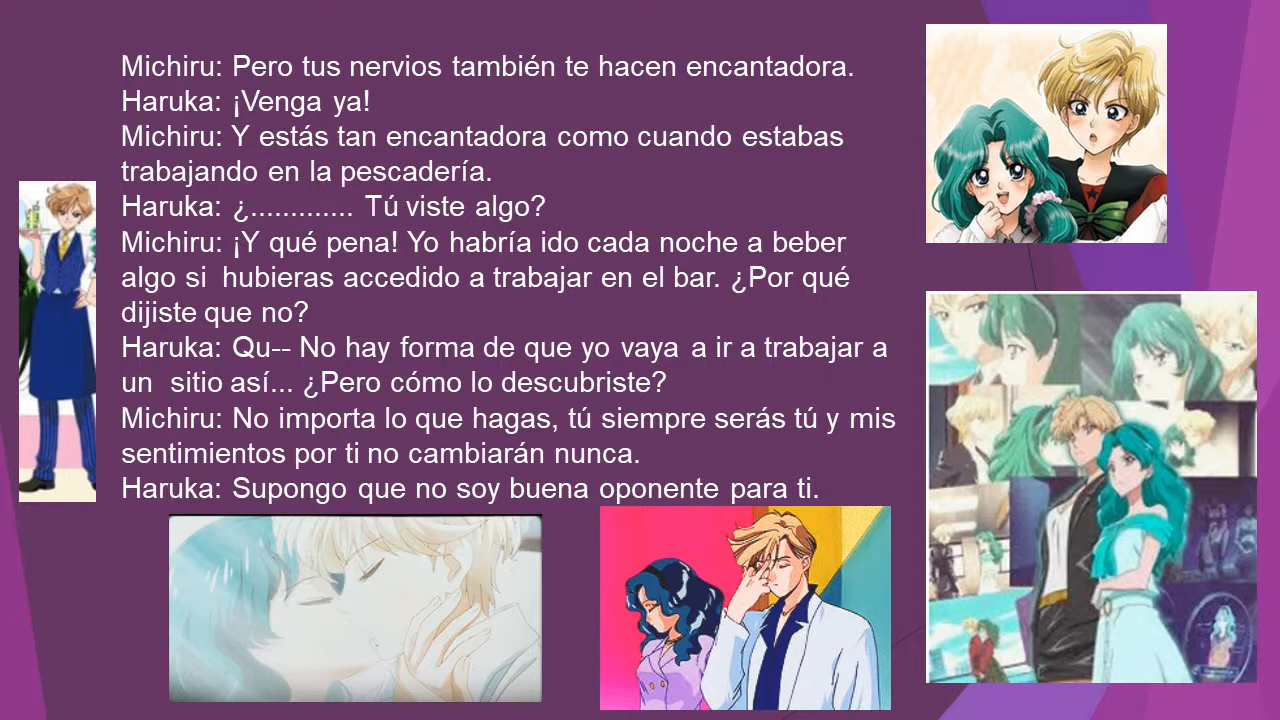 Michiru: Pero tus nervios también te hacen encantadora.
Haruka: ¡Venga ya!
Michiru: Y estás tan encantadora como cuando estabas
trabajando en la pescadería.
Haruka: ¿............. Tú viste algo?
Michiru: ¡Y qué pena! Yo habría ido cada noche a beber
algo si hubieras accedido a trabajar en el bar. ¿Por qué
dijiste que no?
Haruka: Qu-- No hay forma de que yo vaya a ir a trabajar a
un sitio así... ¿Pero cómo lo descubriste?
Michiru: No importa lo que hagas, tú siempre serás tú y mis
sentimientos por ti no cambiarán nunca.
Haruka: Supongo que no soy buena oponente para ti.